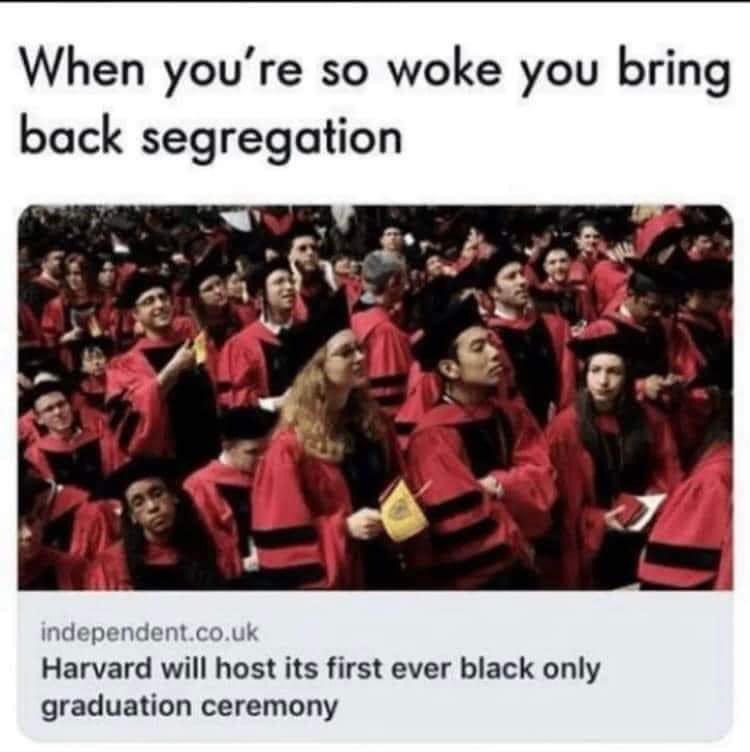 When you're so woke you bring
back segregation
independent.co.uk
Harvard will host its first ever black only
graduation ceremony